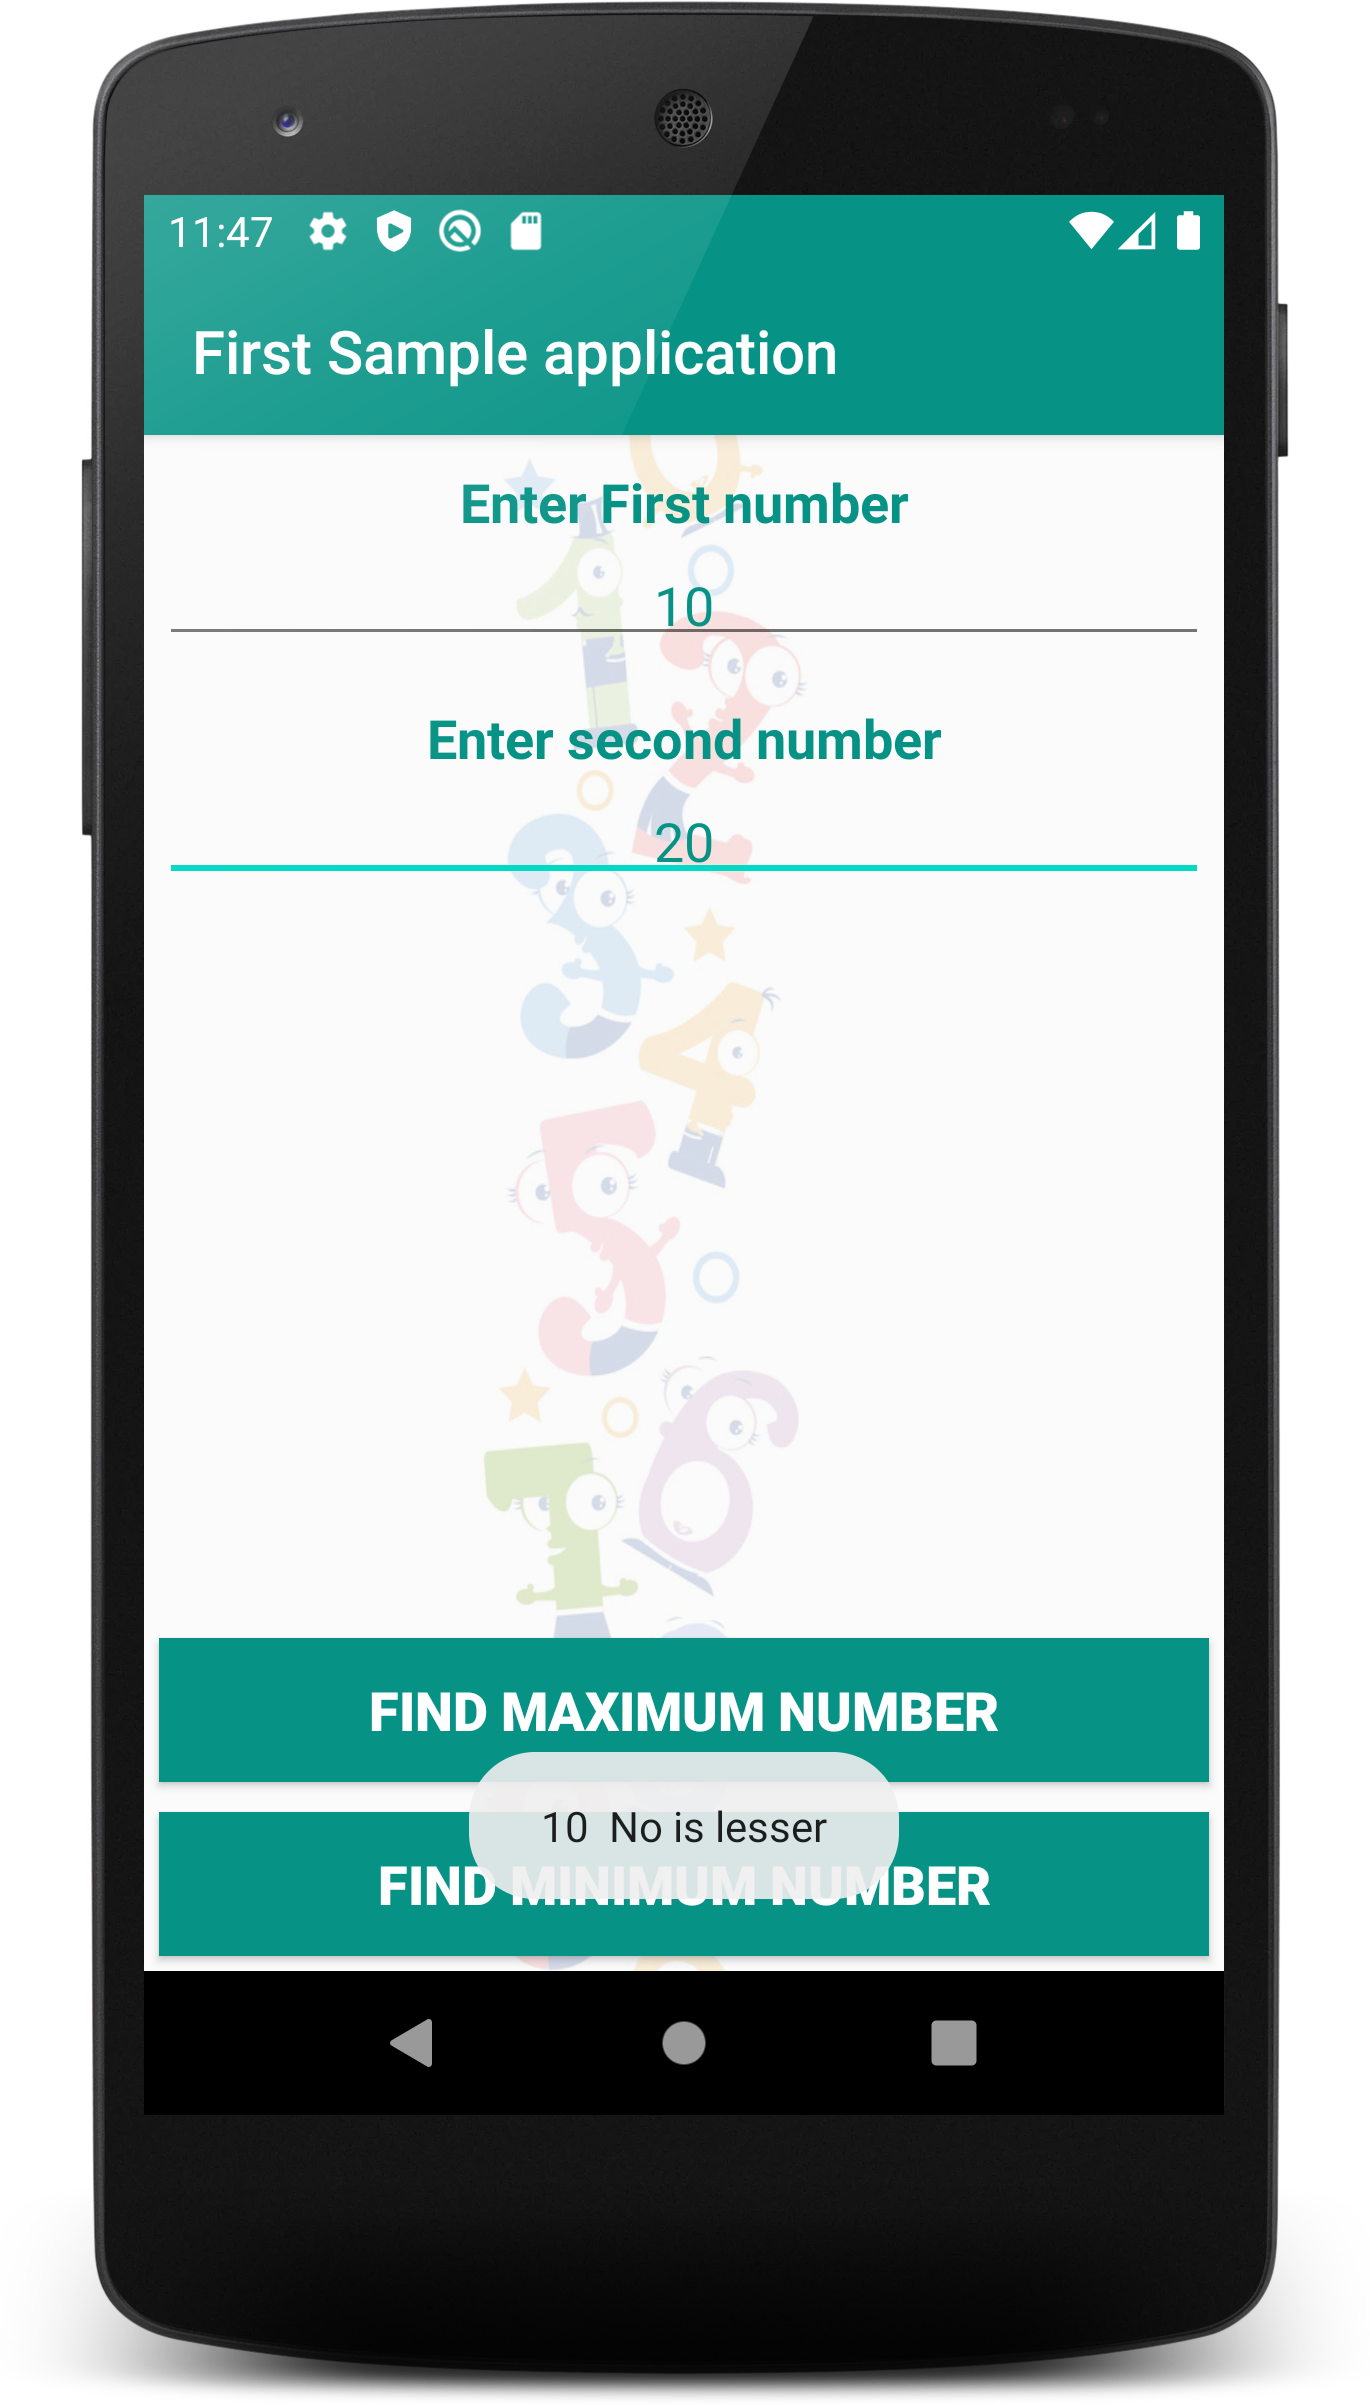 11:47
First Sample application
Enter First number
10
Enter second number
20
FIND MAXIMUM NUMBER
10  No is lesser
FIND MINIMUM NUMBER